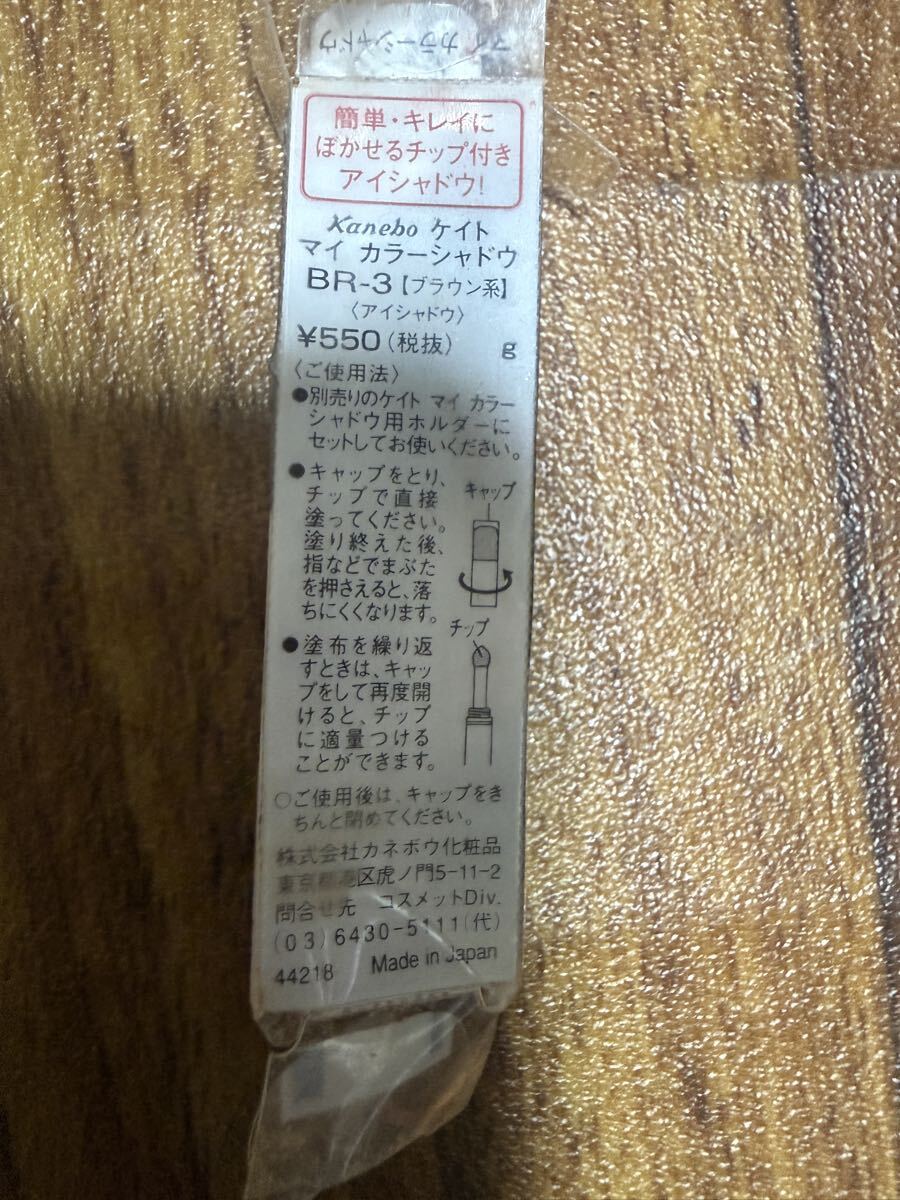 マイ カラーシャドウ
簡単・キレイに
ぼかせるチップ付き
アイシャドウ!
Kanebo ケイト
マイ カラーシャドウ
BR-3【ブラウン系】
〈アイシャドウ〉
¥550(税抜) g
〈ご使用法〉
●別売りのケイト マイ カラー
シャドウ用ホルダーに
セットしてお使いください。
●キャップをとり、
チップで直接
塗ってください。
塗り終えた後、
指などでまぶた
を押さえると、落
ちにくくなります。
キャップ
チップ
●塗布を繰り返
すときは、キャッ
プをして再度開
けると、チップ
に適量つける
ことができます。
○ご使用後は、キャップをき
ちんと閉めてください。
株式会社カネボウ化粧品
東京都港区虎ノ門5-11-2
問合せ先 コスメットDiv.
(03)6430-5111(代)
44218 Made in Japan